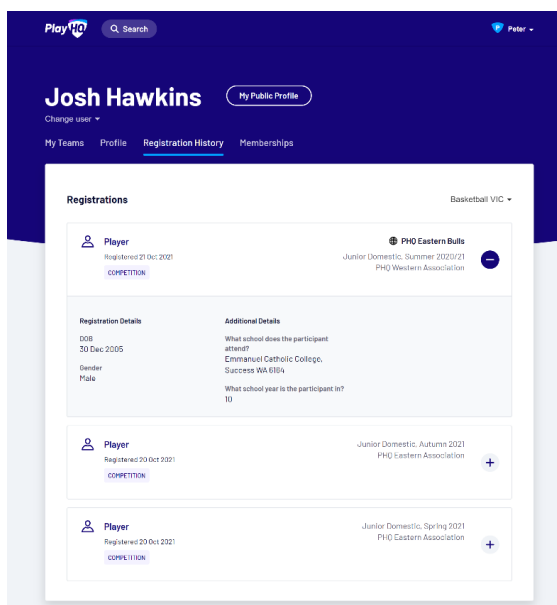 PlayHQ
Search
P Peter
Josh Hawkins
My Public Profile
Change user
My Teams Profile Registration History Memberships
Registrations
Basketball VIC
Player
Registered 21 Oct 2021
COMPETITION
PHQ Eastern Bulls
Junior Domestic, Summer 2020/21
PHQ Western Association
Registration Details
DOB
30 Dec 2005
Gender
Male
Additional Details
What school does the participant
attend?
Emmanuel Catholic College,
Success WA 6164
What school year is the participant in?
10
Player
Registered 20 Oct 2021
COMPETITION
Junior Domestic, Autumn 2021
PHQ Eastern Association
Player
Registered 20 Oct 2021
COMPETITION
Junior Domestic, Spring 2021
PHQ Eastern Association